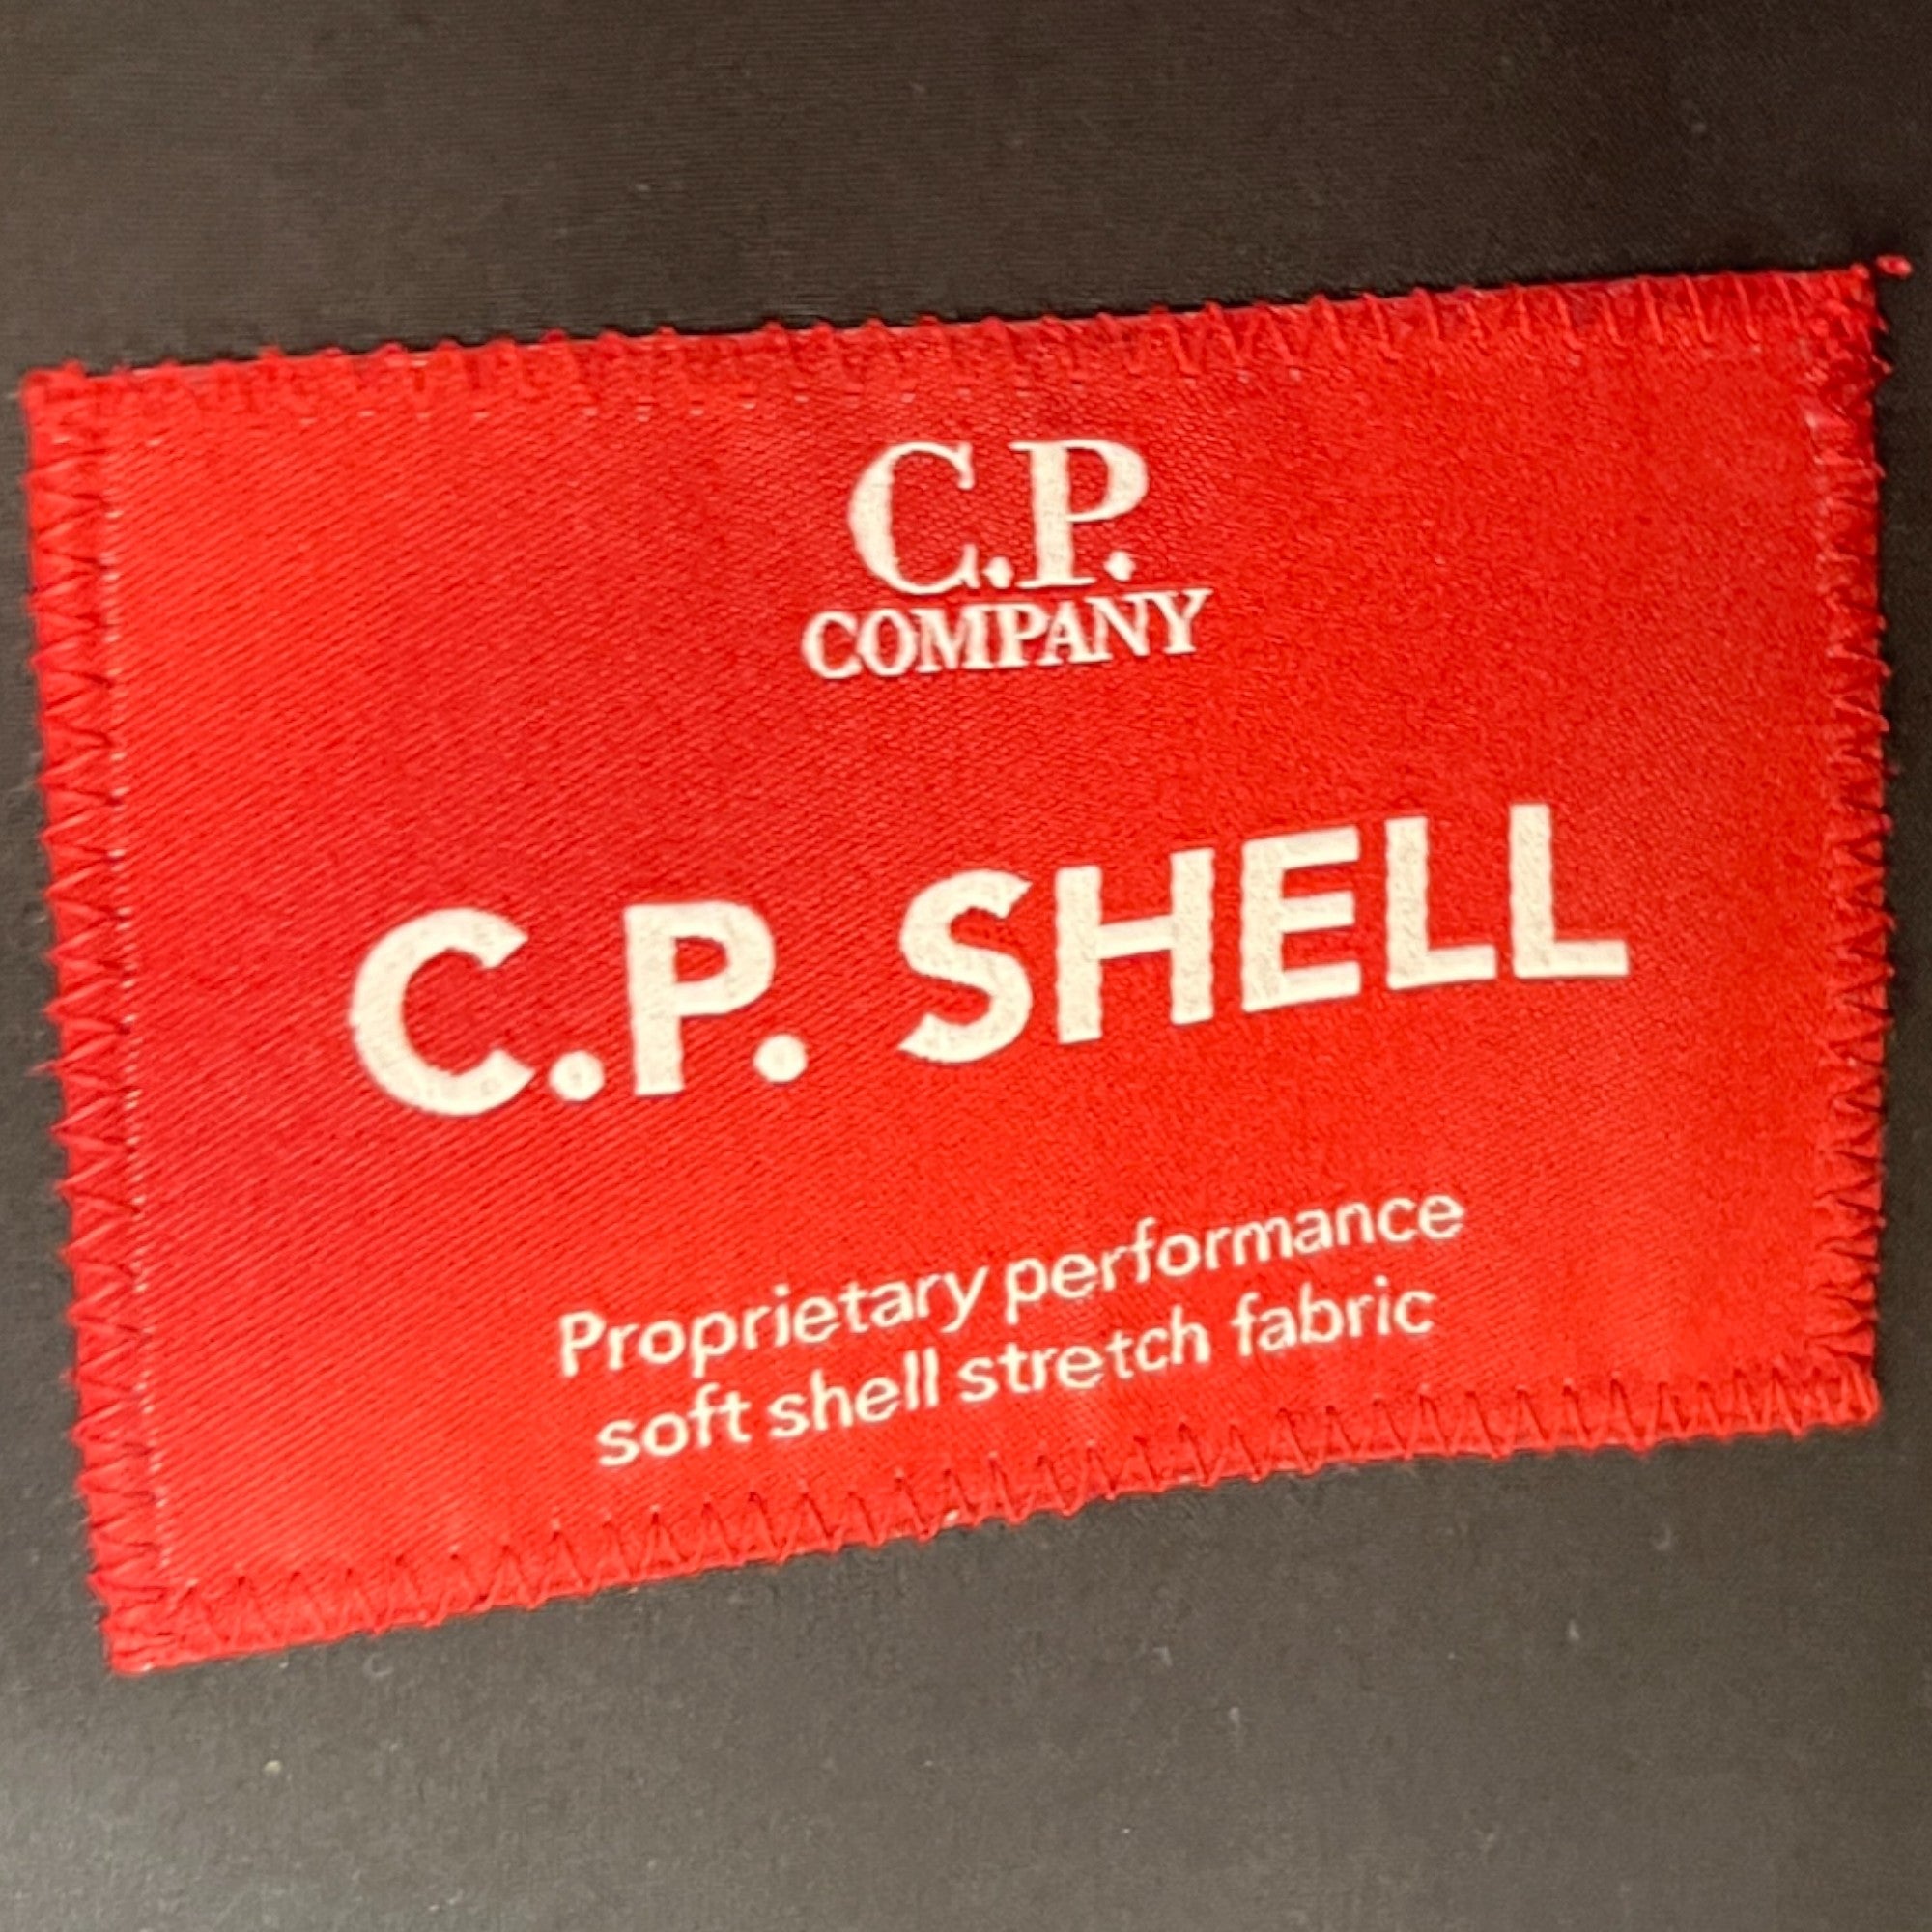 C.P.
COMPANY
C.P. SHELL
Proprietary performance
soft shell stretch fabric